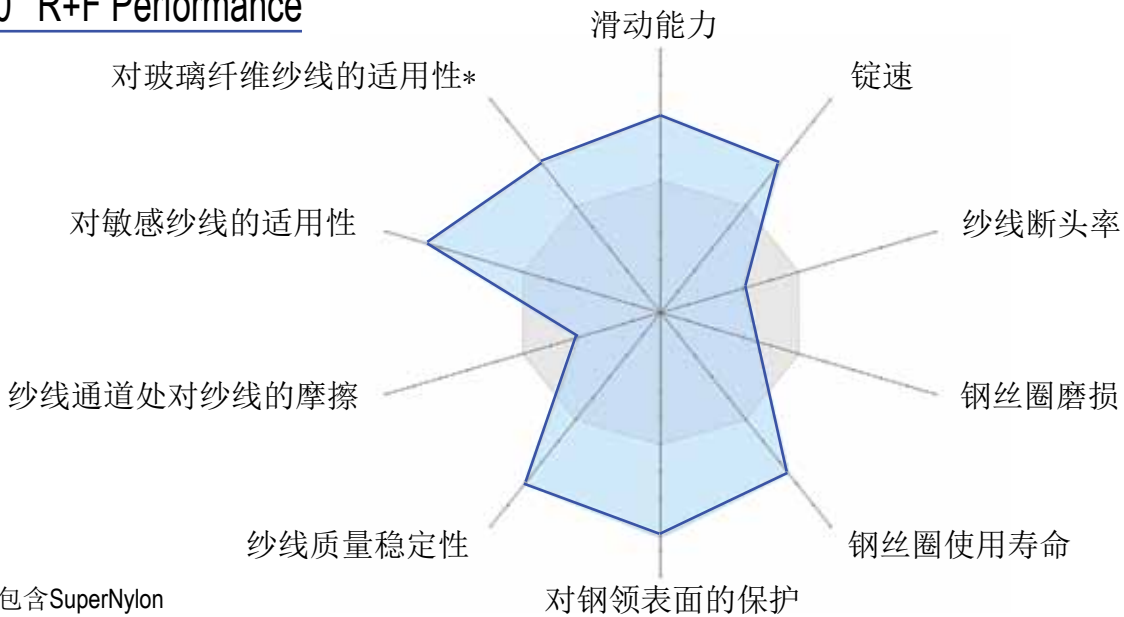 R+F Performance
滑动能力
对玻璃纤维纱线的适用性*
锭速
对敏感纱线的适用性
纱线断头率
纱线通道处对纱线的摩擦
钢丝圈磨损
纱线质量稳定性
钢丝圈使用寿命
对钢领表面的保护
包含SuperNylon